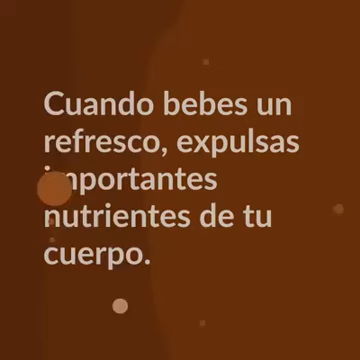 Cuando bebes un
refresco, expulsas
importantes
nutrientes de tu
cuerpo.